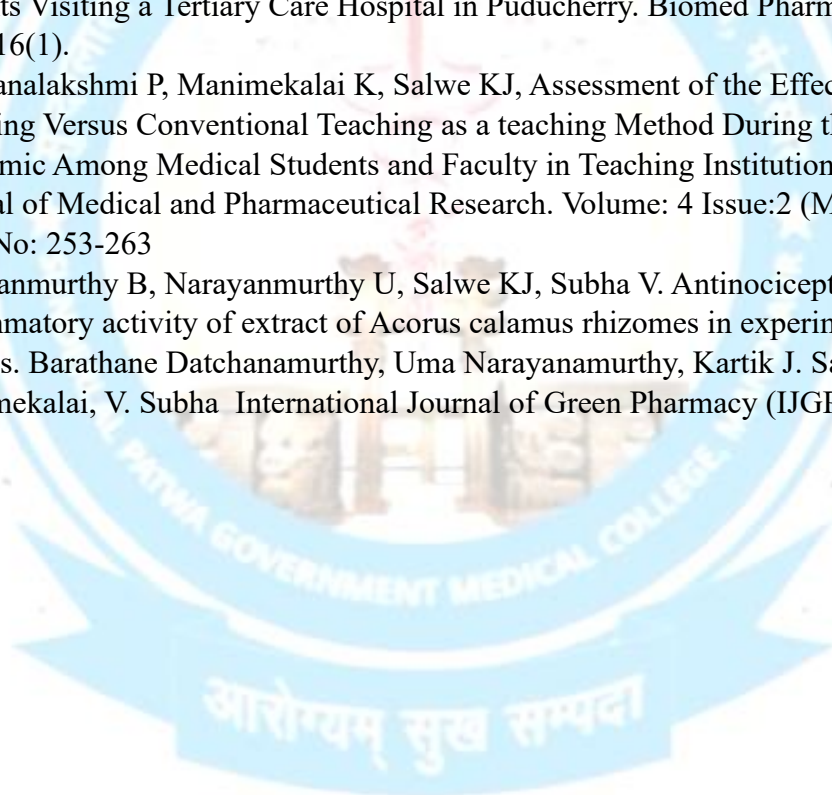 ts Visiting a Tertiary Care Hospital in Puducherry. Biomed Pharm
16(1).
analakshmi P, Manimekalai K, Salwe KJ, Assessment of the Effec
ing Versus Conventional Teaching as a teaching Method During th
mic Among Medical Students and Faculty in Teaching Institution
al of Medical and Pharmaceutical Research. Volume: 4 Issue:2 (M
No: 253-263
anmurthy B, Narayanmurthy U, Salwe KJ, Subha V. Antinocicept
mmatory activity of extract of Acorus calamus rhizomes in experin
s. Barathane Datchanamurthy, Uma Narayanamurthy, Kartik J. Sa
mekalai, V. Subha International Journal of Green Pharmacy (IJGP
PATWA GOVERNMENT MEDICAL COLLEGE,
आरोग्यम् सुख सम्पदा